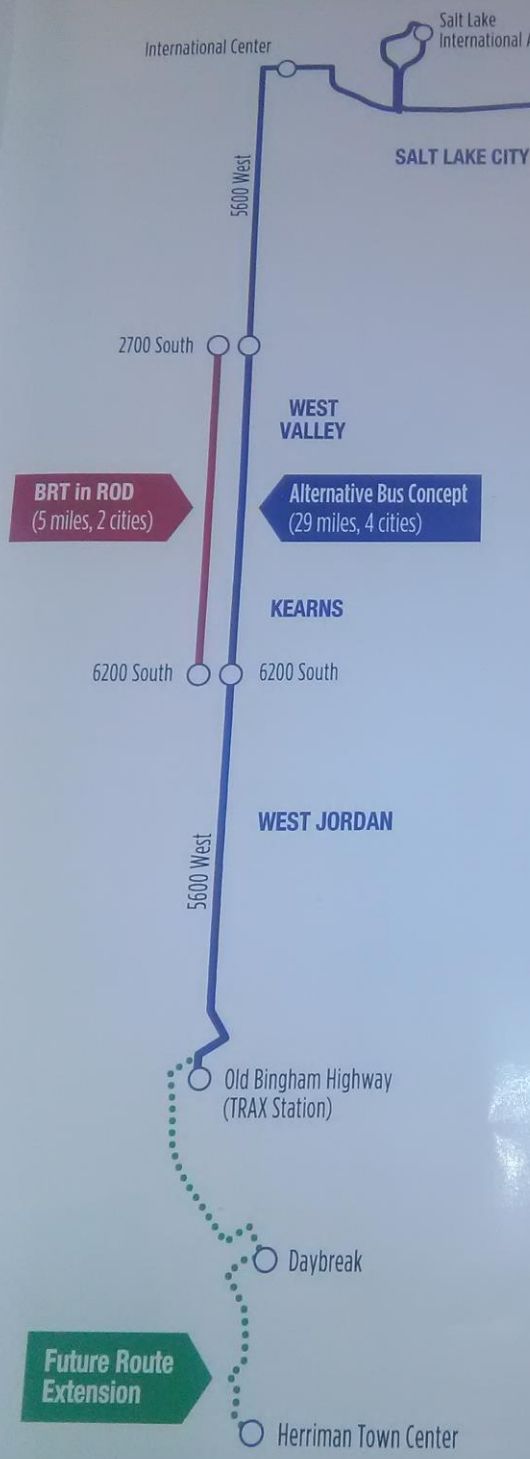 Salt Lake
International
International Center
SALT LAKE CITY
5600 West
2700 South
WEST
VALLEY
BRT in ROD
(5 miles, 2 cities)
Alternative Bus Concept
(29 miles, 4 cities)
KEARNS
6200 South
6200 South
WEST JORDAN
5600 West
Old Bingham Highway
(TRAX Station)
Daybreak
Future Route
Extension
Herriman Town Center